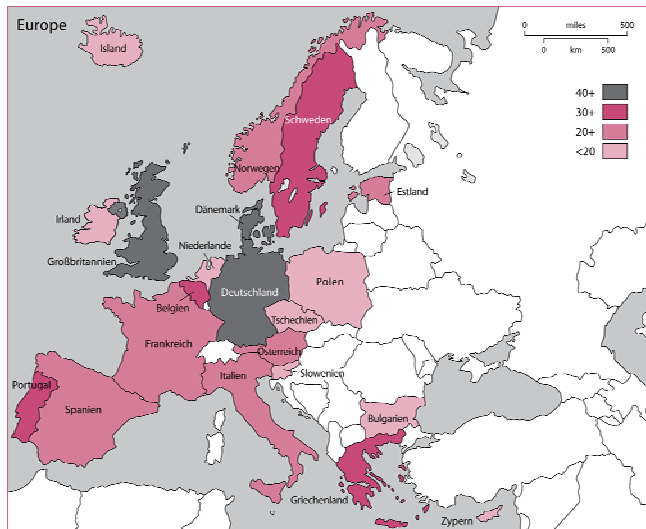 Europe
0 miles 500
0 km 500
40+
30+
20+
<20
Island
Schweden
Norwegen
Estland
Irland
Dänemark
Niederlande
Großbritannien
Deutschland
Polen
Belgien
Tschechien
Frankreich
Österreich
Italien
Slowenien
Portugal
Spanien
Bulgarien
Griechenland
Zypern